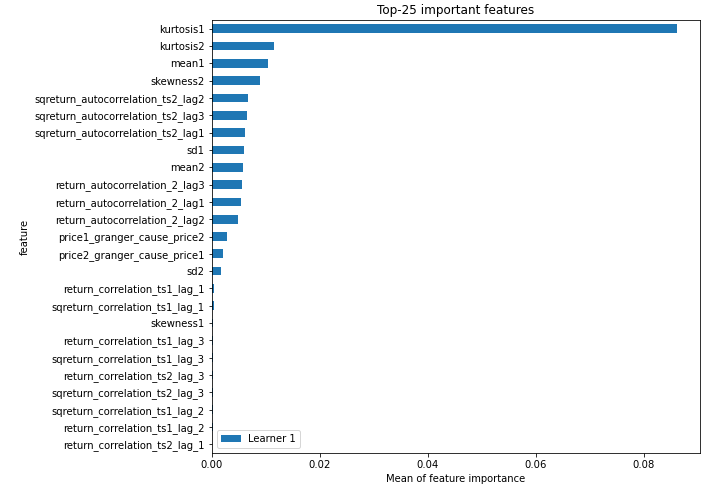 Top-25 important features
kurtosis1
kurtosis2
mean1
skewness2
sqreturn_autocorrelation_ts2_lag2
sqreturn_autocorrelation_ts2_lag3
sqreturn_autocorrelation_ts2_lag1
sd1
mean2
return_autocorrelation_2_lag3
return_autocorrelation_2_lag1
return_autocorrelation_2_lag2
price1_granger_cause_price2
price2_granger_cause_price1
sd2
return_correlation_ts1_lag_1
sqreturn_correlation_ts1_lag_1
skewness1
return_correlation_ts1_lag_3
sqreturn_correlation_ts1_lag_3
return_correlation_ts2_lag_3
sqreturn_correlation_ts2_lag_3
sqreturn_correlation_ts1_lag_2
return_correlation_ts1_lag_2
return_correlation_ts2_lag_1
feature
Learner 1
0.00 0.02 0.04 0.06 0.08
Mean of feature importance